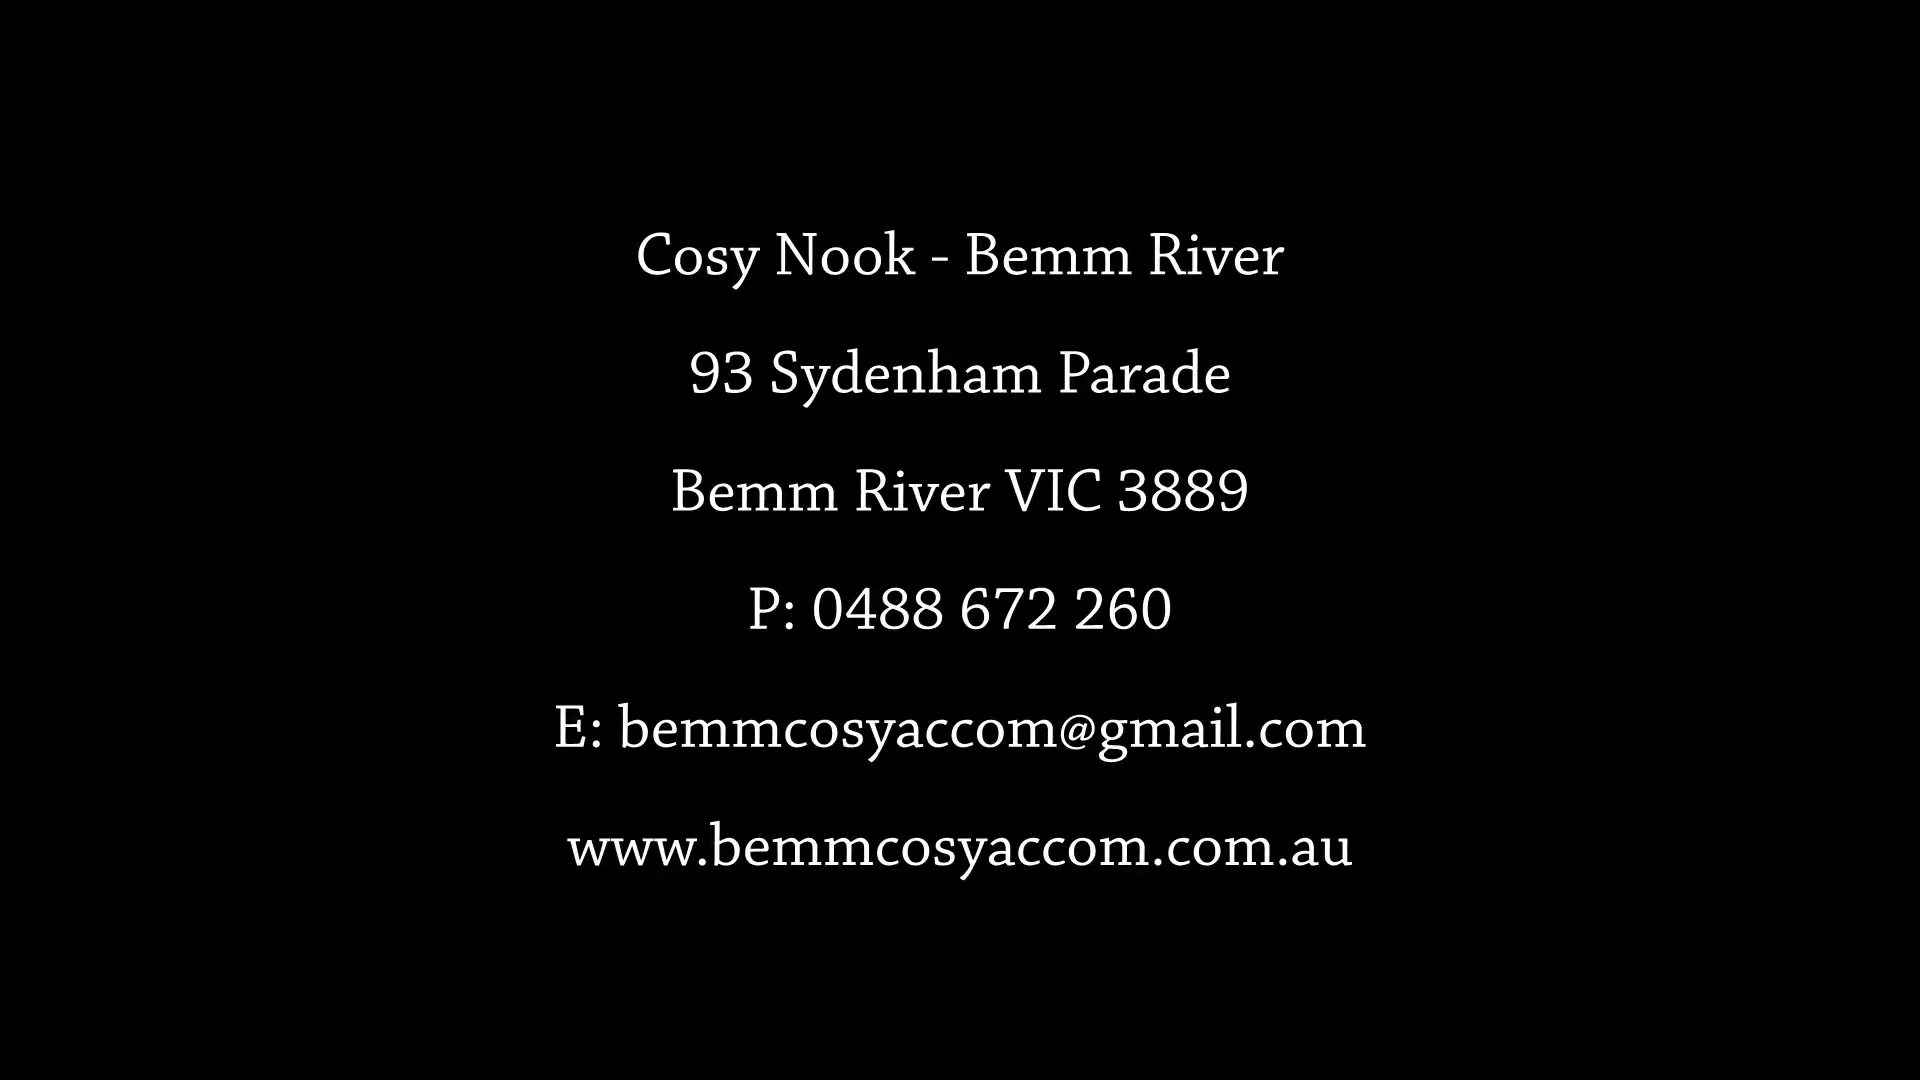 Cosy Nook - Bemm River
93 Sydenham Parade
Bemm River VIC 3889
P: 0488 672 260
E: bemmcosyaccom@gmail.com
www.bemmcosyaccom.com.au